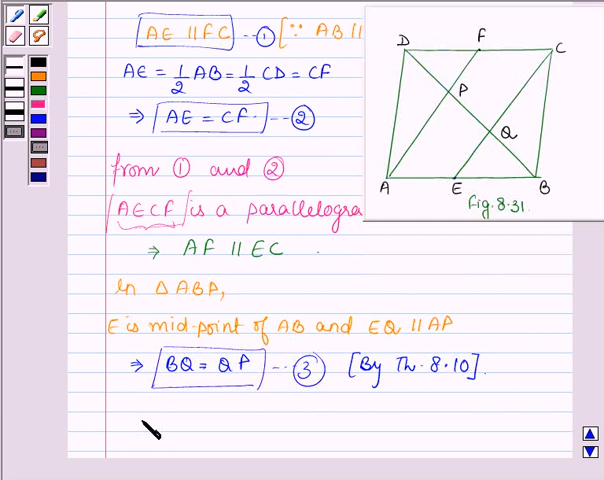 AE || FC --- ① [∵ AB ||
AE = 1/2 AB = 1/2 CD = CF
⇒ AE = CF. --- ②
from ① and ②
AECF is a parallelogra
⇒ AF || EC .
In △ ABP,
E is mid-point of AB and EQ || AP
⇒ BQ = QP --- ③ [By Th. 8.10].
D F C
P
Q
A E B
Fig. 8.31.